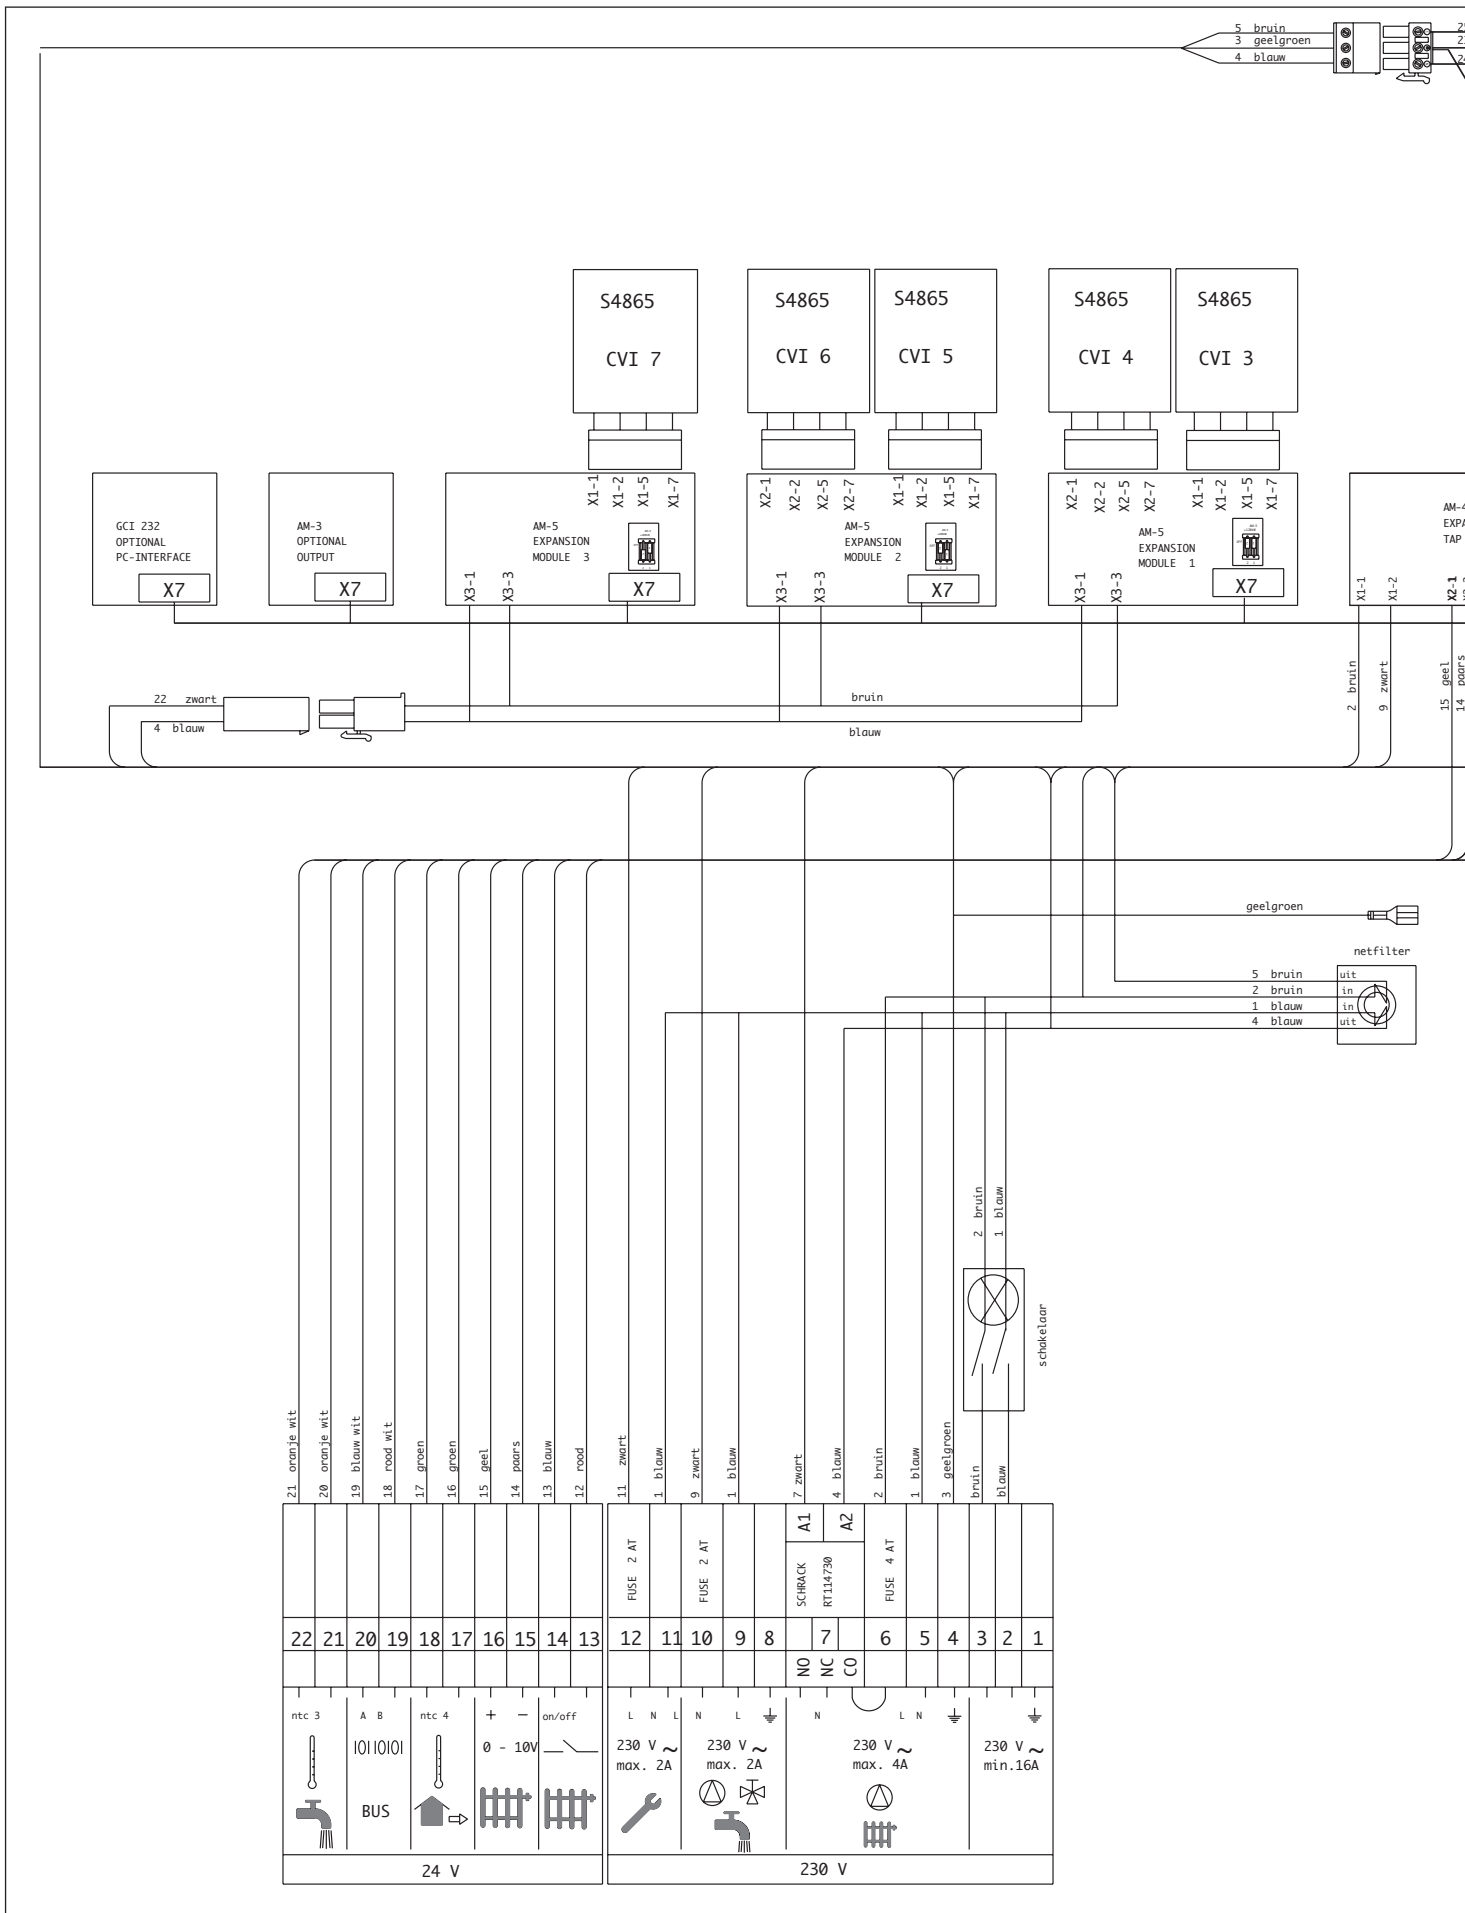 5 bruin
3 geelgroen
4 blauw
S4865
CVI 7
S4865
CVI 6
S4865
CVI 5
S4865
CVI 4
S4865
CVI 3
GCI 232
OPTIONAL
PC-INTERFACE
X7
AM-3
OPTIONAL
OUTPUT
X7
X1-1
X1-2
X1-5
X1-7
AM-5
EXPANSION
MODULE 3
X3-1
X3-3
X7
X2-1
X2-2
X2-5
X2-7
X1-1
X1-2
X1-5
X1-7
AM-5
EXPANSION
MODULE 2
X3-1
X3-3
X7
X2-1
X2-2
X2-5
X2-7
X1-1
X1-2
X1-5
X1-7
AM-5
EXPANSION
MODULE 1
X3-1
X3-3
X7
AM-4
EXPA
TAP
X1-1
X1-2
X2-1
2 bruin
9 zwart
15 geel
14 paars
22 zwart
4 blauw
bruin
blauw
geelgroen
netfilter
5 bruin uit
2 bruin in
1 blauw in
4 blauw uit
2 bruin
1 blauw
schakelaar
21 oranje wit
20 oranje wit
19 blauw wit
18 rood wit
17 groen
16 groen
15 geel
14 paars
13 blauw
12 rood
11 zwart
1 blauw
9 zwart
1 blauw
7 zwart
4 blauw
2 bruin
1 blauw
3 geelgroen
bruin
blauw
FUSE 2 AT
FUSE 2 AT
A1
A2
SCHRACK
RT114730
FUSE 4 AT
22 21 20 19 18 17 16 15 14 13
12 11 10 9 8 7 6 5 4 3 2 1
NO
NC
CO
ntc 3
A B
ntc 4
+ −
on/off
L N L
N L
N
L N
IOIIOIOI
0 - 10V
230 V ~
max. 2A
230 V ~
max. 2A
230 V ~
max. 4A
230 V ~
min.16A
BUS
24 V
230 V